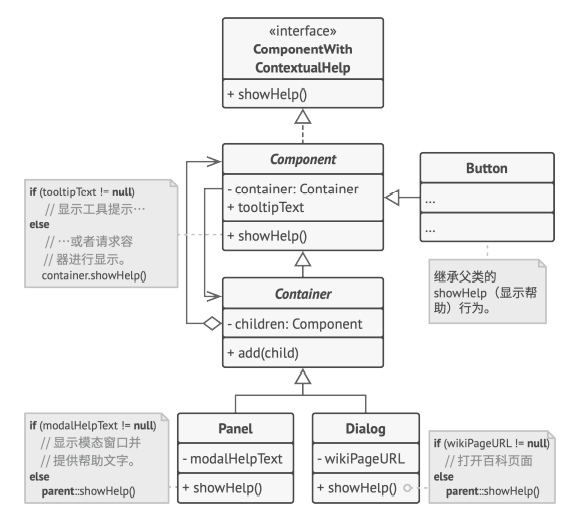 «interface»
ComponentWith
ContextualHelp
+ showHelp()
Component
- container: Container
+ tooltipText
+ showHelp()
Button
...
...
if (tooltipText != null)
// 显示工具提示…
else
// …或者请求容
// 器进行显示。
container.showHelp()
继承父类的
showHelp（显示帮
助）行为。
Container
- children: Component
+ add(child)
if (modalHelpText != null)
// 显示模态窗口并
// 提供帮助文字。
else
parent::showHelp()
Panel
- modalHelpText
+ showHelp()
Dialog
- wikiPageURL
+ showHelp()
if (wikiPageURL != null)
// 打开百科页面
else
parent::showHelp()